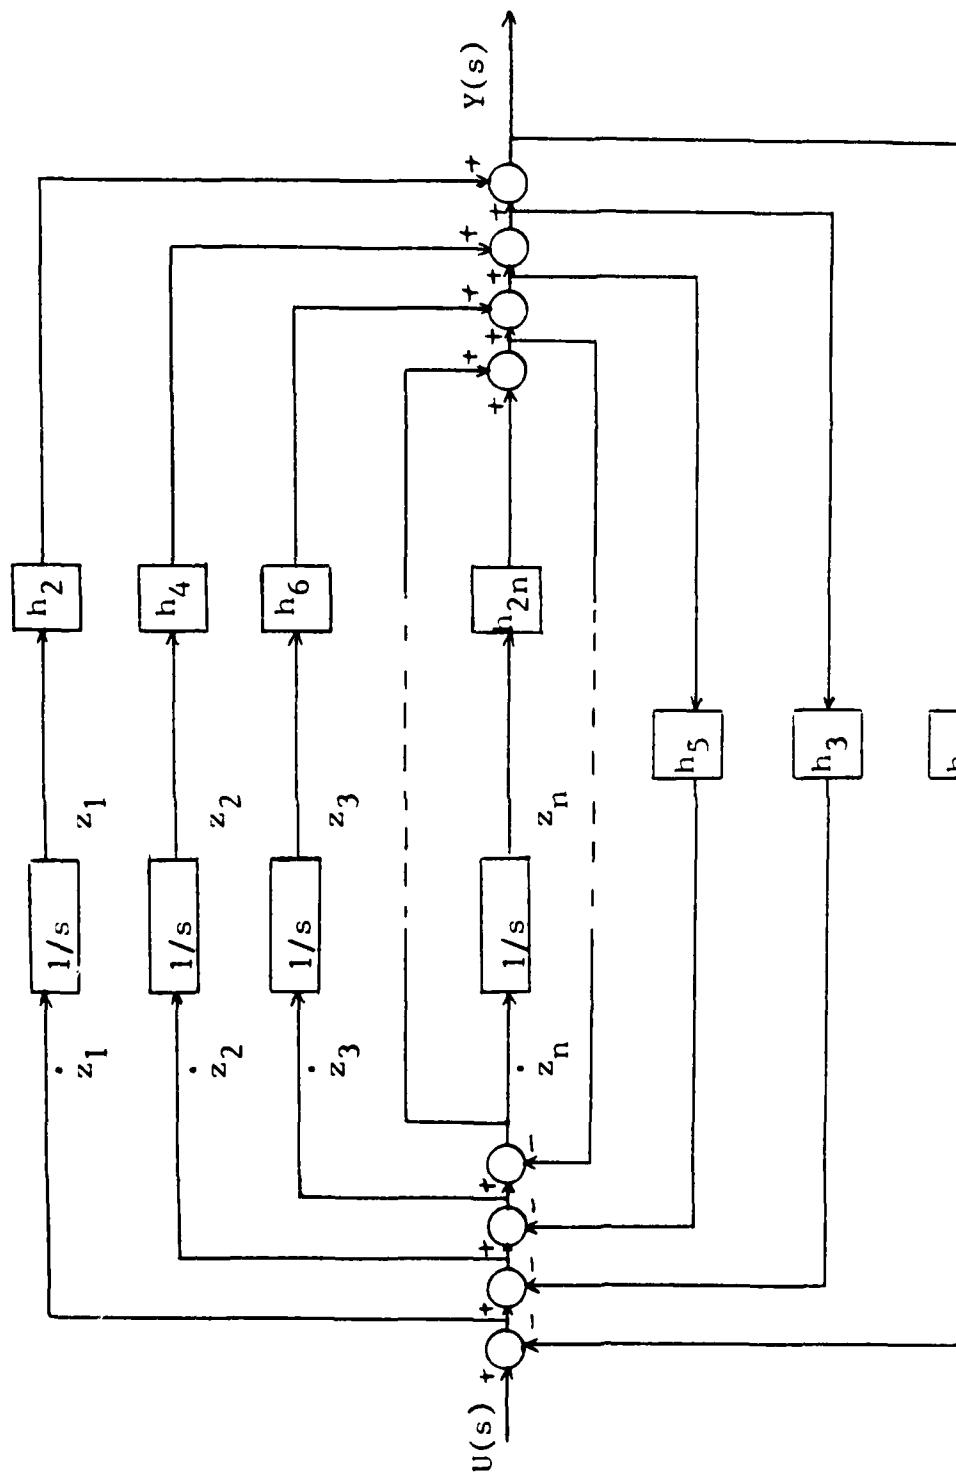 h2
h4
h6
h2n
h5
h3
h
z1
z2
z3
zn
1/s
1/s
1/s
1/s
ż1
ż2
ż3
żn
U(s)
Y(s)
+
+
+
+
+
+
+
+
+
+
+
+
-
-
-
-